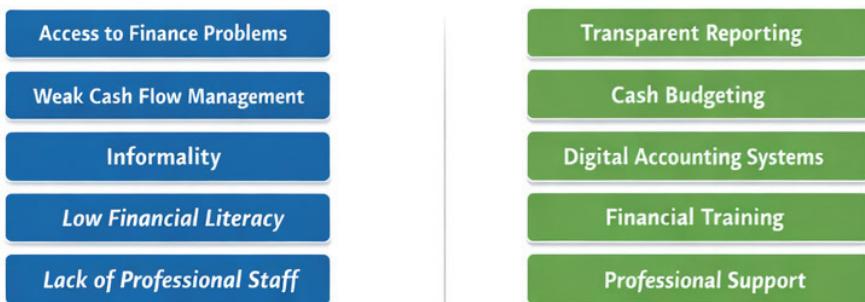 Access to Finance Problems
Weak Cash Flow Management
Informality
Low Financial Literacy
Lack of Professional Staff
Transparent Reporting
Cash Budgeting
Digital Accounting Systems
Financial Training
Professional Support